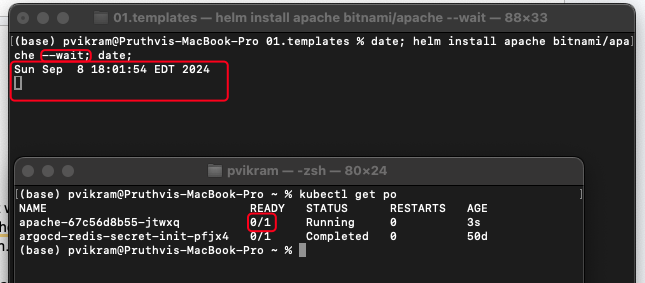 01.templates — helm install apache bitnami/apache --wait — 88×33
[(base) pvikram@Pruthvis-MacBook-Pro 01.templates % date; helm install apache bitnami/apa]
che --wait; date;
Sun Sep  8 18:01:54 EDT 2024
pvikram — -zsh — 80×24
[(base) pvikram@Pruthvis-MacBook-Pro ~ % kubectl get po ]
NAME READY STATUS RESTARTS AGE
apache-67c56d8b55-jtwxq 0/1 Running 0 3s
argocd-redis-secret-init-pfjx4 0/1 Completed 0 50d
(base) pvikram@Pruthvis-MacBook-Pro ~ %